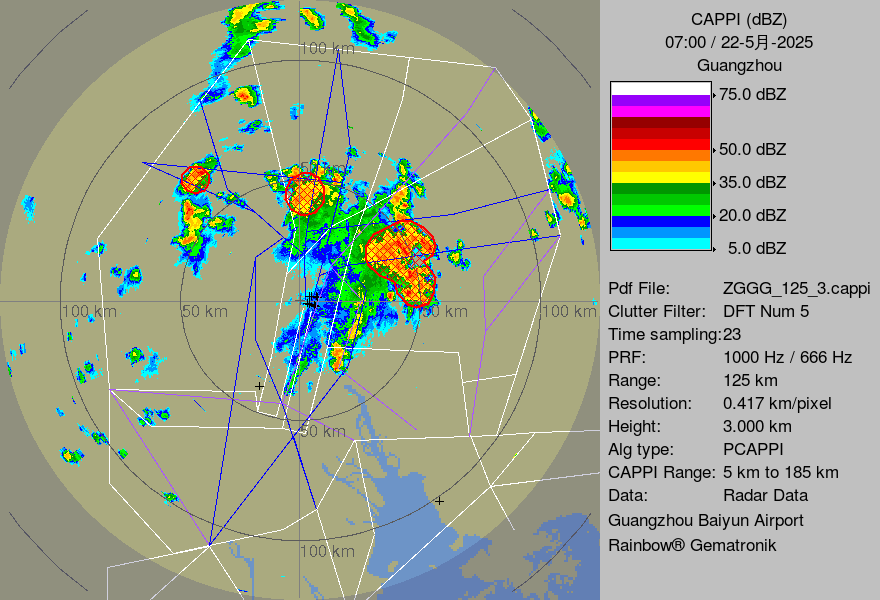 CAPPI (dBZ)
07:00 / 22-5月-2025
Guangzhou
75.0 dBZ
50.0 dBZ
35.0 dBZ
20.0 dBZ
5.0 dBZ
Pdf File: ZGGG_125_3.cappi
Clutter Filter: DFT Num 5
Time sampling:23
PRF: 1000 Hz / 666 Hz
Range: 125 km
Resolution: 0.417 km/pixel
Height: 3.000 km
Alg type: PCAPPI
CAPPI Range: 5 km to 185 km
Data: Radar Data
Guangzhou Baiyun Airport
Rainbow® Gematronik
100 km
50 km
100 km
50 km
50 km
100 km
50 km
100 km